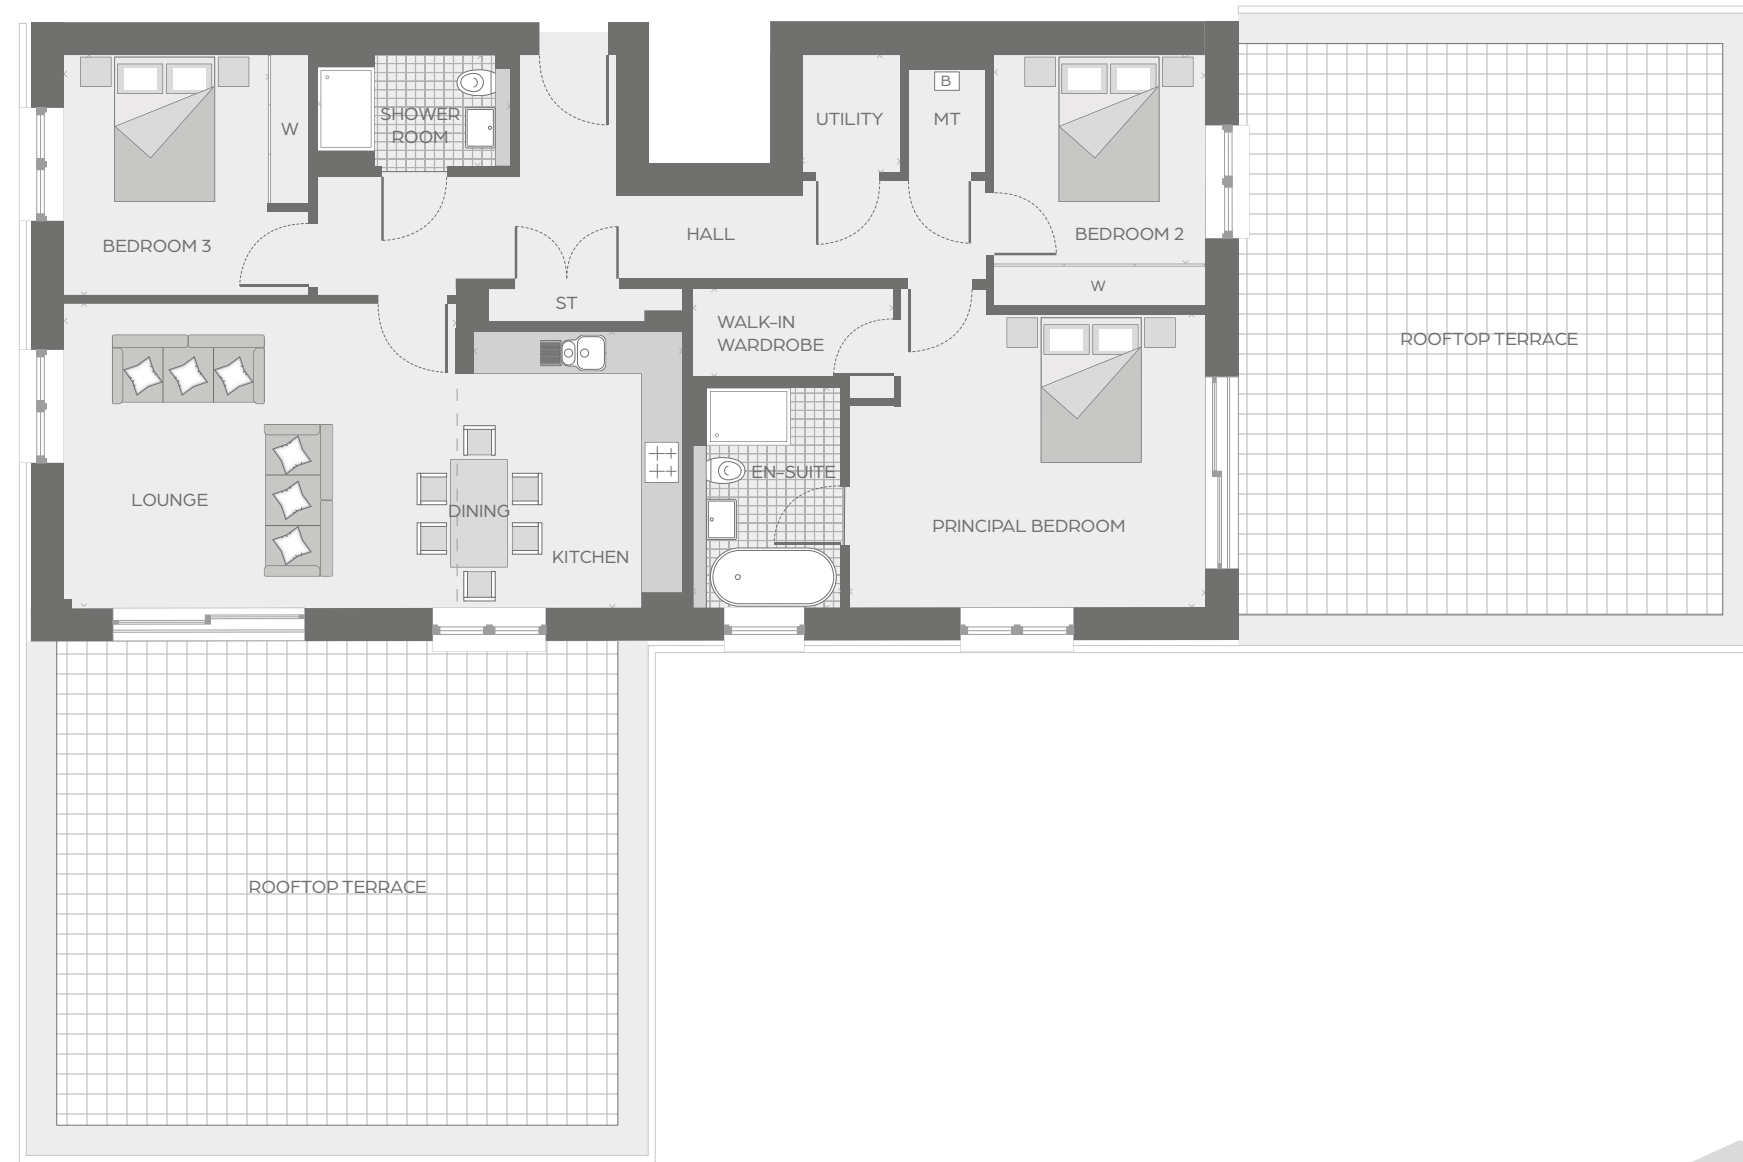 B
SHOWER
ROOM
W
UTILITY
MT
BEDROOM 3
HALL
BEDROOM 2
W
ST
WALK-IN
WARDROBE
ROOFTOP TERRACE
EN-SUITE
LOUNGE
DINING
PRINCIPAL BEDROOM
KITCHEN
ROOFTOP TERRACE